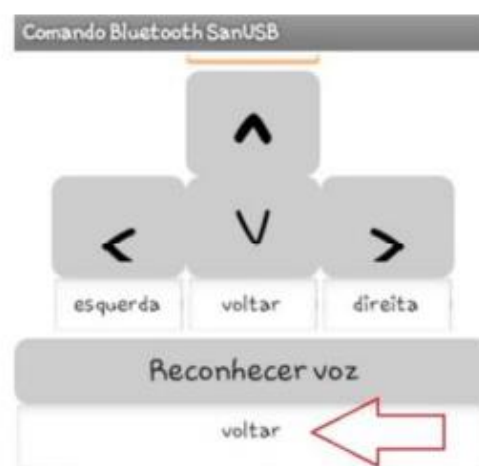 Comando Bluetooth SanUSB
^
< V >
esquerda voltar direita
Reconhecer voz
voltar